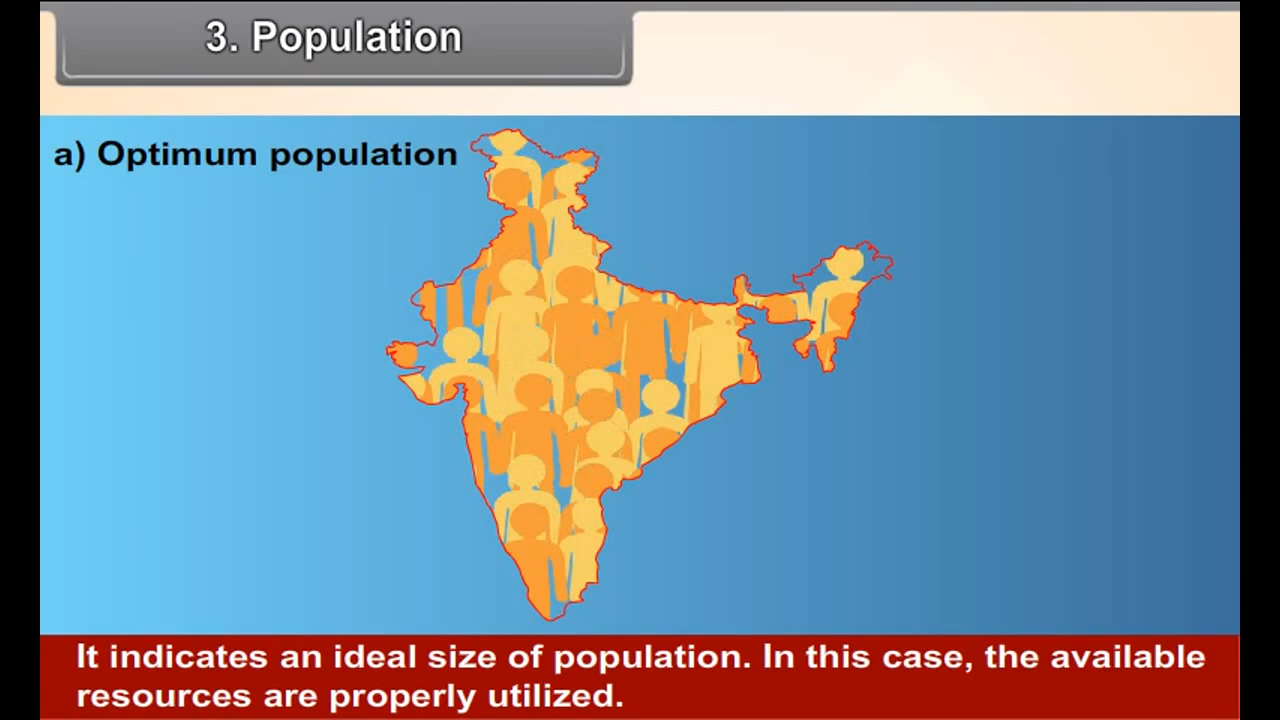 3. Population
a) Optimum population
It indicates an ideal size of population. In this case, the available
resources are properly utilized.